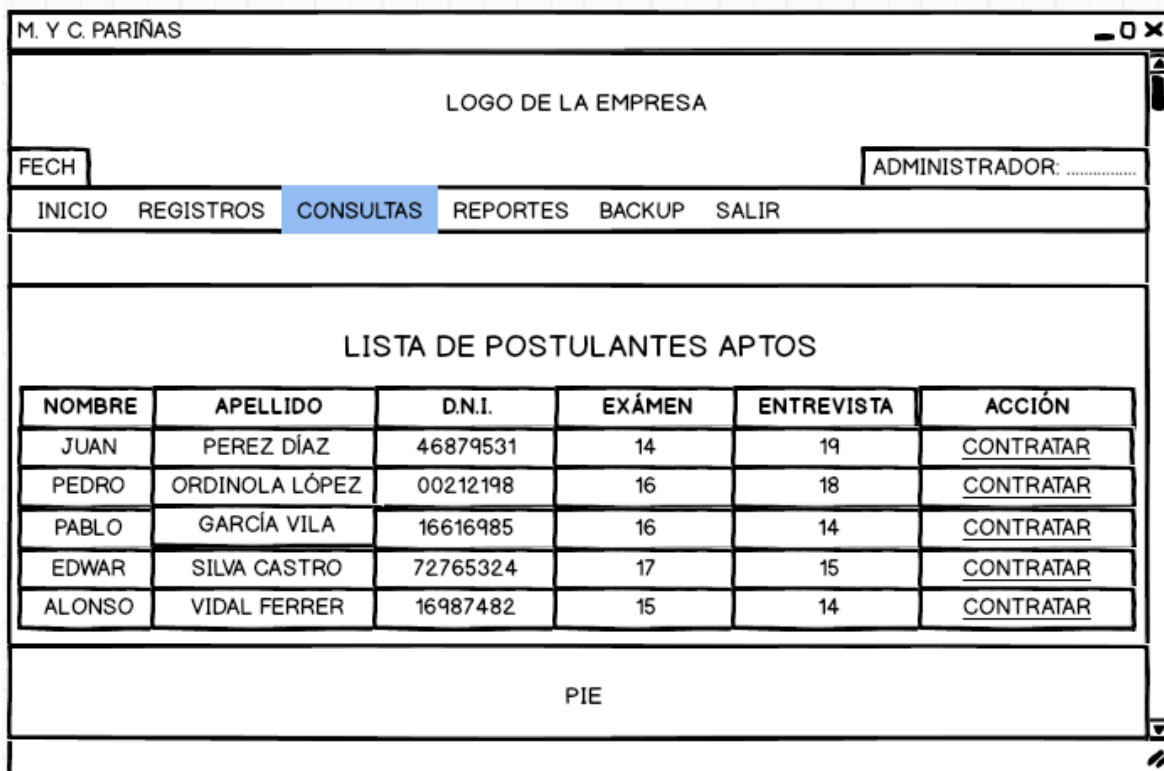 M. Y C. PARIÑAS
LOGO DE LA EMPRESA
FECH
ADMINISTRADOR: ................
INICIO REGISTROS CONSULTAS REPORTES BACKUP SALIR
LISTA DE POSTULANTES APTOS
NOMBRE APELLIDO D.N.I. EXÁMEN ENTREVISTA ACCIÓN
JUAN PEREZ DÍAZ 46879531 14 19 CONTRATAR
PEDRO ORDINOLA LÓPEZ 00212198 16 18 CONTRATAR
PABLO GARCÍA VILA 16616985 16 14 CONTRATAR
EDWAR SILVA CASTRO 72765324 17 15 CONTRATAR
ALONSO VIDAL FERRER 16987482 15 14 CONTRATAR
PIE